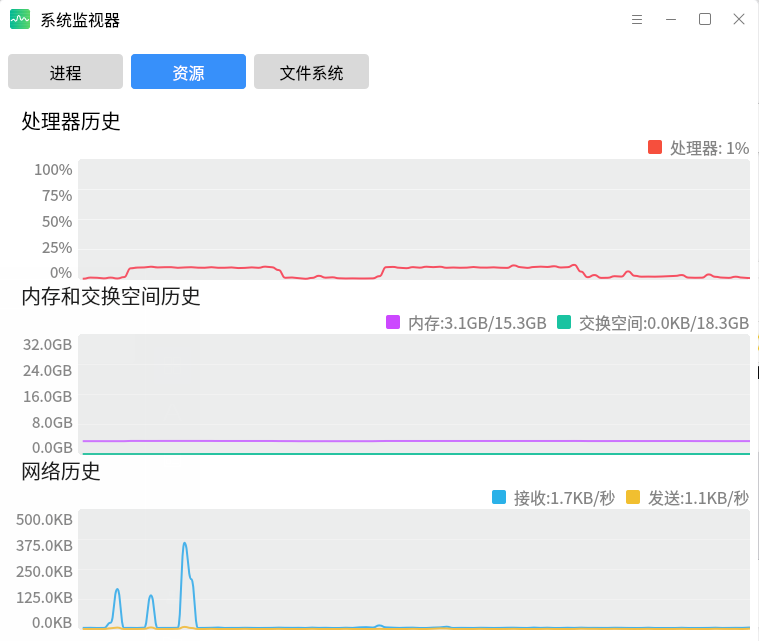 系统监视器
进程 资源 文件系统
处理器历史
处理器: 1%
100%
75%
50%
25%
0%
内存和交换空间历史
内存:3.1GB/15.3GB 交换空间:0.0KB/18.3GB
32.0GB
24.0GB
16.0GB
8.0GB
0.0GB
网络历史
接收:1.7KB/秒 发送:1.1KB/秒
500.0KB
375.0KB
250.0KB
125.0KB
0.0KB